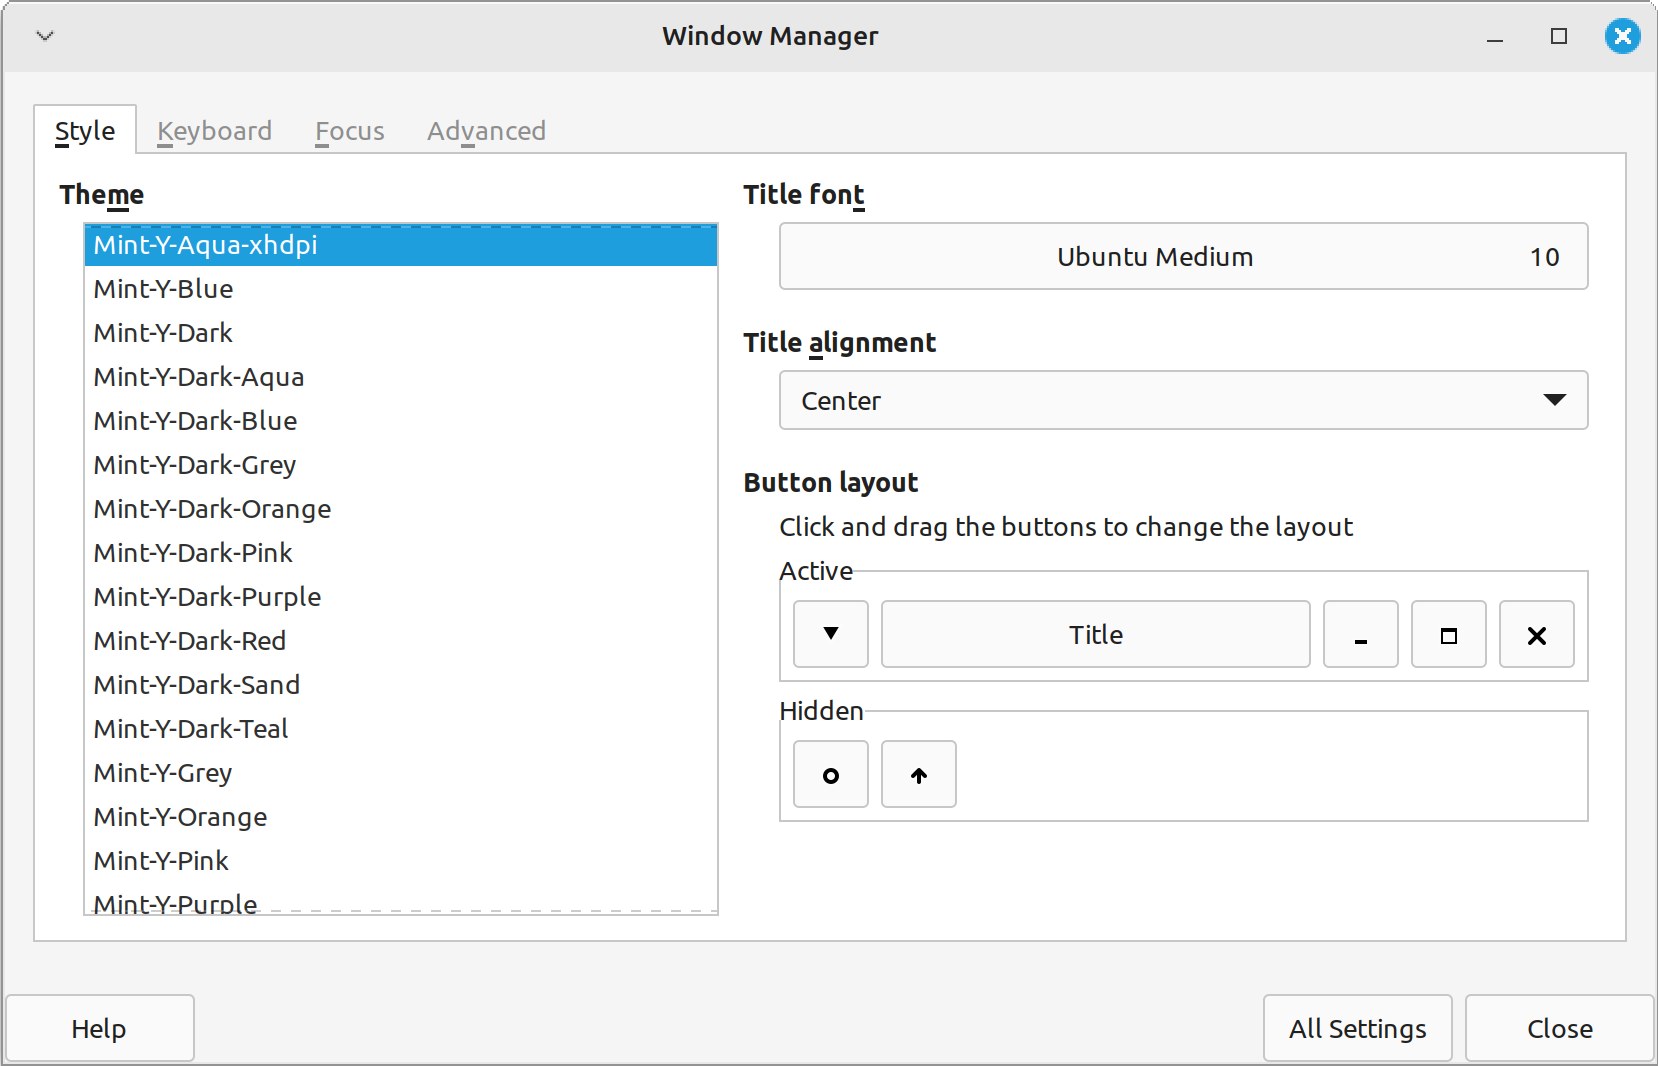 Window Manager
Style Keyboard Focus Advanced
Theme
Mint-Y-Aqua-xhdpi
Mint-Y-Blue
Mint-Y-Dark
Mint-Y-Dark-Aqua
Mint-Y-Dark-Blue
Mint-Y-Dark-Grey
Mint-Y-Dark-Orange
Mint-Y-Dark-Pink
Mint-Y-Dark-Purple
Mint-Y-Dark-Red
Mint-Y-Dark-Sand
Mint-Y-Dark-Teal
Mint-Y-Grey
Mint-Y-Orange
Mint-Y-Pink
Mint-Y-Purple
Title font
Ubuntu Medium 10
Title alignment
Center
Button layout
Click and drag the buttons to change the layout
Active
Title
Hidden
Help All Settings Close